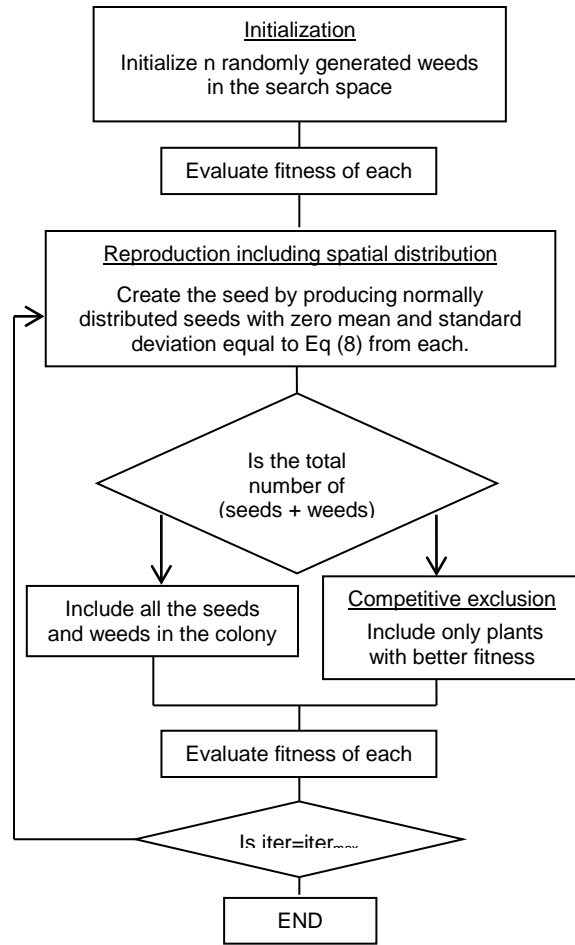 Initialization
Initialize n randomly generated weeds
in the search space
Evaluate fitness of each
Reproduction including spatial distribution
Create the seed by producing normally
distributed seeds with zero mean and standard
deviation equal to Eq (8) from each.
Is the total
number of
(seeds + weeds)
Include all the seeds
and weeds in the colony
Competitive exclusion
Include only plants
with better fitness
Evaluate fitness of each
Is iter=itermax
END